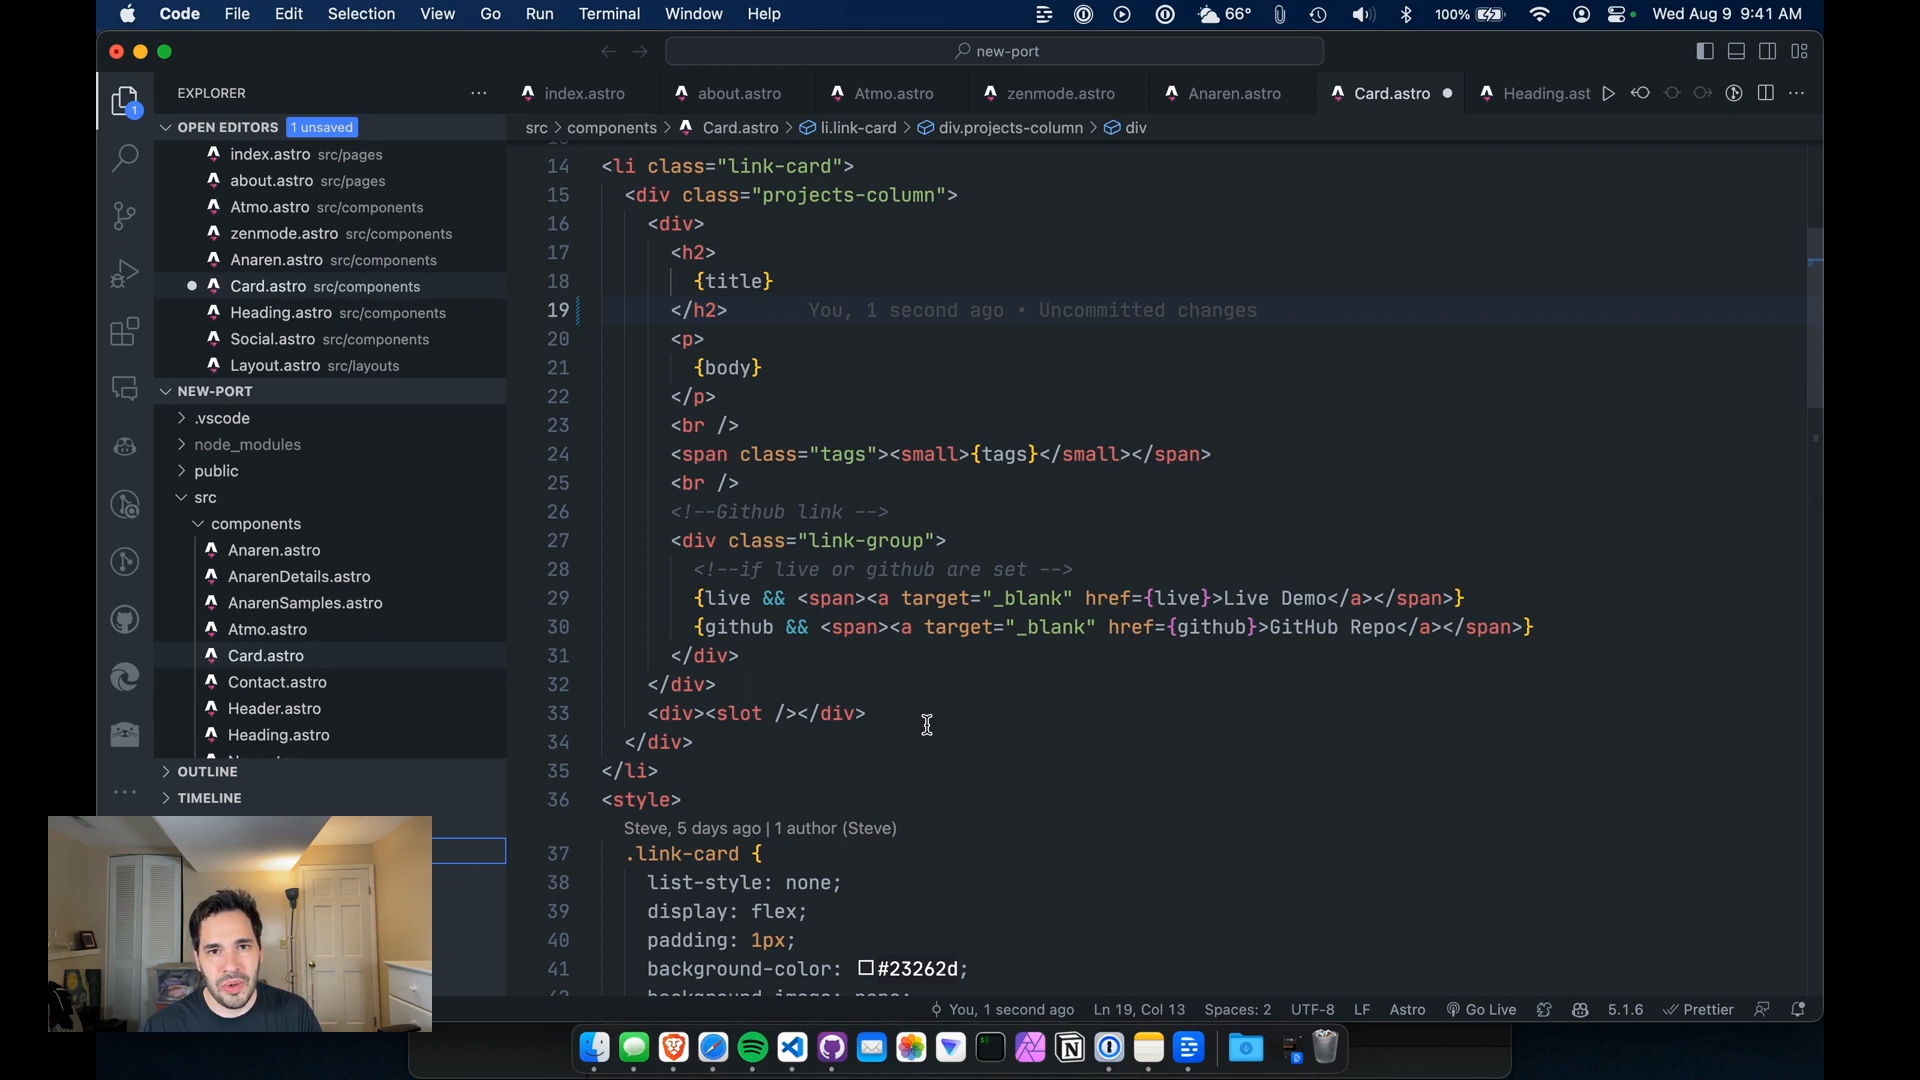 Code File Edit Selection View Go Run Terminal Window Help 66° 100% Wed Aug 9 9:41 AM
new-port
EXPLORER
index.astro about.astro Atmo.astro zenmode.astro Anaren.astro Card.astro Heading.ast
OPEN EDITORS 1 unsaved
src > components > Card.astro > li.link-card > div.projects-column > div
index.astro src/pages
about.astro src/pages
Atmo.astro src/components
zenmode.astro src/components
Anaren.astro src/components
Card.astro src/components
Heading.astro src/components
Social.astro src/components
Layout.astro src/layouts
NEW-PORT
.vscode
node_modules
public
src
components
Anaren.astro
AnarenDetails.astro
AnarenSamples.astro
Atmo.astro
Card.astro
Contact.astro
Header.astro
Heading.astro
OUTLINE
TIMELINE
1
14 <li class="link-card">
15 <div class="projects-column">
16 <div>
17 <h2>
18 {title}
19 </h2> You, 1 second ago • Uncommitted changes
20 <p>
21 {body}
22 </p>
23 <br />
24 <span class="tags"><small>{tags}</small></span>
25 <br />
26 <!--Github link -->
27 <div class="link-group">
28 <!--if live or github are set -->
29 {live && <span><a target="_blank" href={live}>Live Demo</a></span>}
30 {github && <span><a target="_blank" href={github}>GitHub Repo</a></span>}
31 </div>
32 </div>
33 <div><slot /></div>
34 </div>
35 </li>
36 <style>
Steve, 5 days ago | 1 author (Steve)
37 .link-card {
38 list-style: none;
39 display: flex;
40 padding: 1px;
41 background-color: #23262d;
You, 1 second ago Ln 19, Col 13 Spaces: 2 UTF-8 LF Astro Go Live 5.1.6 Prettier